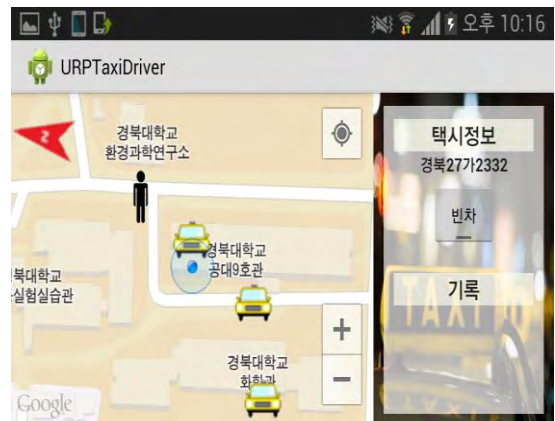 오후 10:16
URPTaxiDriver
경북대학교
환경과학연구소
경북대학교
공대9호관
북대학교
실험실습관
경북대학교
화학관
Google
+
−
택시정보
경북27가2332
빈차
기록
TAXI